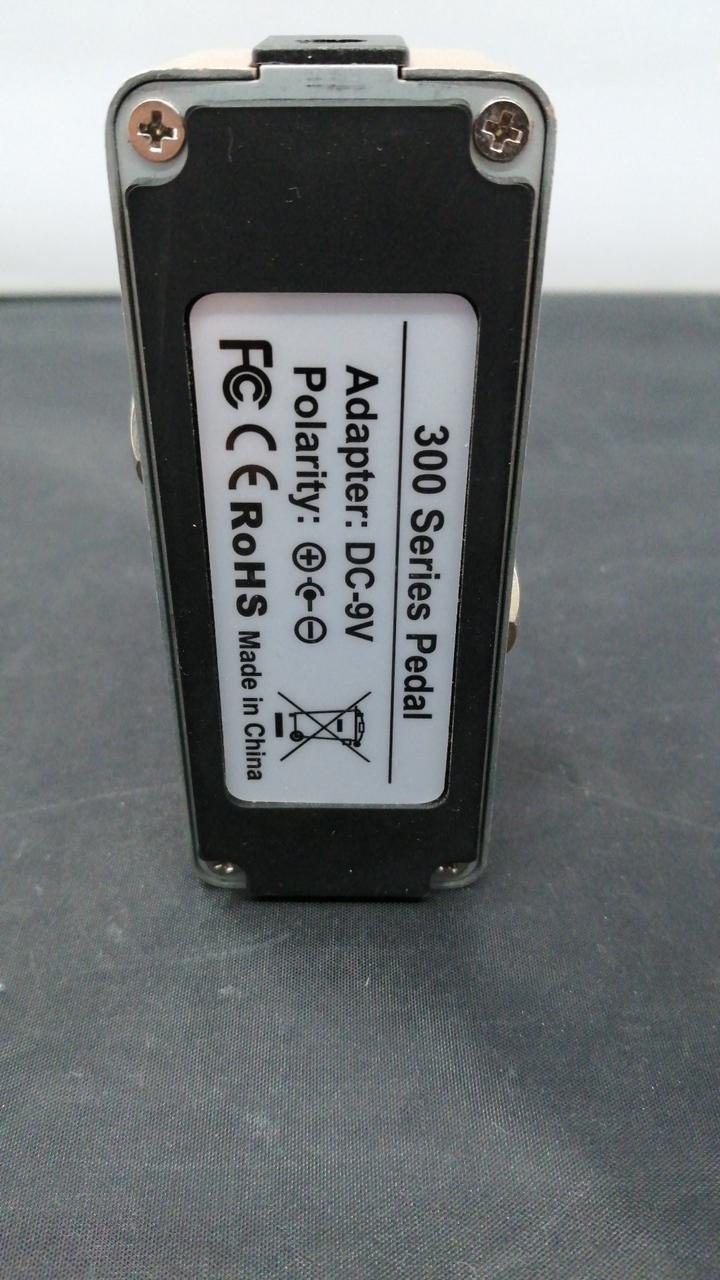 300 Series Pedal
Adapter: DC-9V
Polarity:
FC CE RoHS Made in China